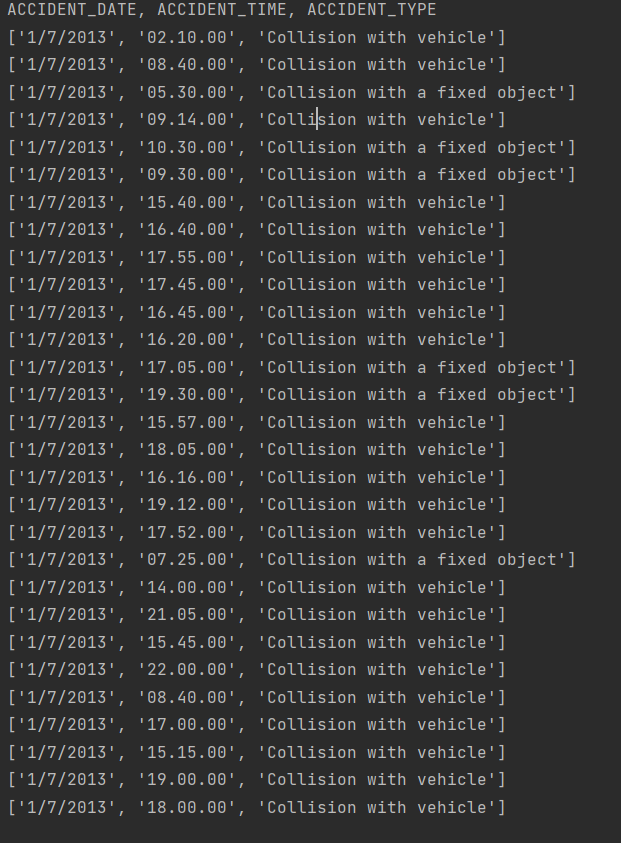 ACCIDENT_DATE, ACCIDENT_TIME, ACCIDENT_TYPE
['1/7/2013', '02.10.00', 'Collision with vehicle']
['1/7/2013', '08.40.00', 'Collision with vehicle']
['1/7/2013', '05.30.00', 'Collision with a fixed object']
['1/7/2013', '09.14.00', 'Collision with vehicle']
['1/7/2013', '10.30.00', 'Collision with a fixed object']
['1/7/2013', '09.30.00', 'Collision with a fixed object']
['1/7/2013', '15.40.00', 'Collision with vehicle']
['1/7/2013', '16.40.00', 'Collision with vehicle']
['1/7/2013', '17.55.00', 'Collision with vehicle']
['1/7/2013', '17.45.00', 'Collision with vehicle']
['1/7/2013', '16.45.00', 'Collision with vehicle']
['1/7/2013', '16.20.00', 'Collision with vehicle']
['1/7/2013', '17.05.00', 'Collision with a fixed object']
['1/7/2013', '19.30.00', 'Collision with a fixed object']
['1/7/2013', '15.57.00', 'Collision with vehicle']
['1/7/2013', '18.05.00', 'Collision with vehicle']
['1/7/2013', '16.16.00', 'Collision with vehicle']
['1/7/2013', '19.12.00', 'Collision with vehicle']
['1/7/2013', '17.52.00', 'Collision with vehicle']
['1/7/2013', '07.25.00', 'Collision with a fixed object']
['1/7/2013', '14.00.00', 'Collision with vehicle']
['1/7/2013', '21.05.00', 'Collision with vehicle']
['1/7/2013', '15.45.00', 'Collision with vehicle']
['1/7/2013', '22.00.00', 'Collision with vehicle']
['1/7/2013', '08.40.00', 'Collision with vehicle']
['1/7/2013', '17.00.00', 'Collision with vehicle']
['1/7/2013', '15.15.00', 'Collision with vehicle']
['1/7/2013', '19.00.00', 'Collision with vehicle']
['1/7/2013', '18.00.00', 'Collision with vehicle']